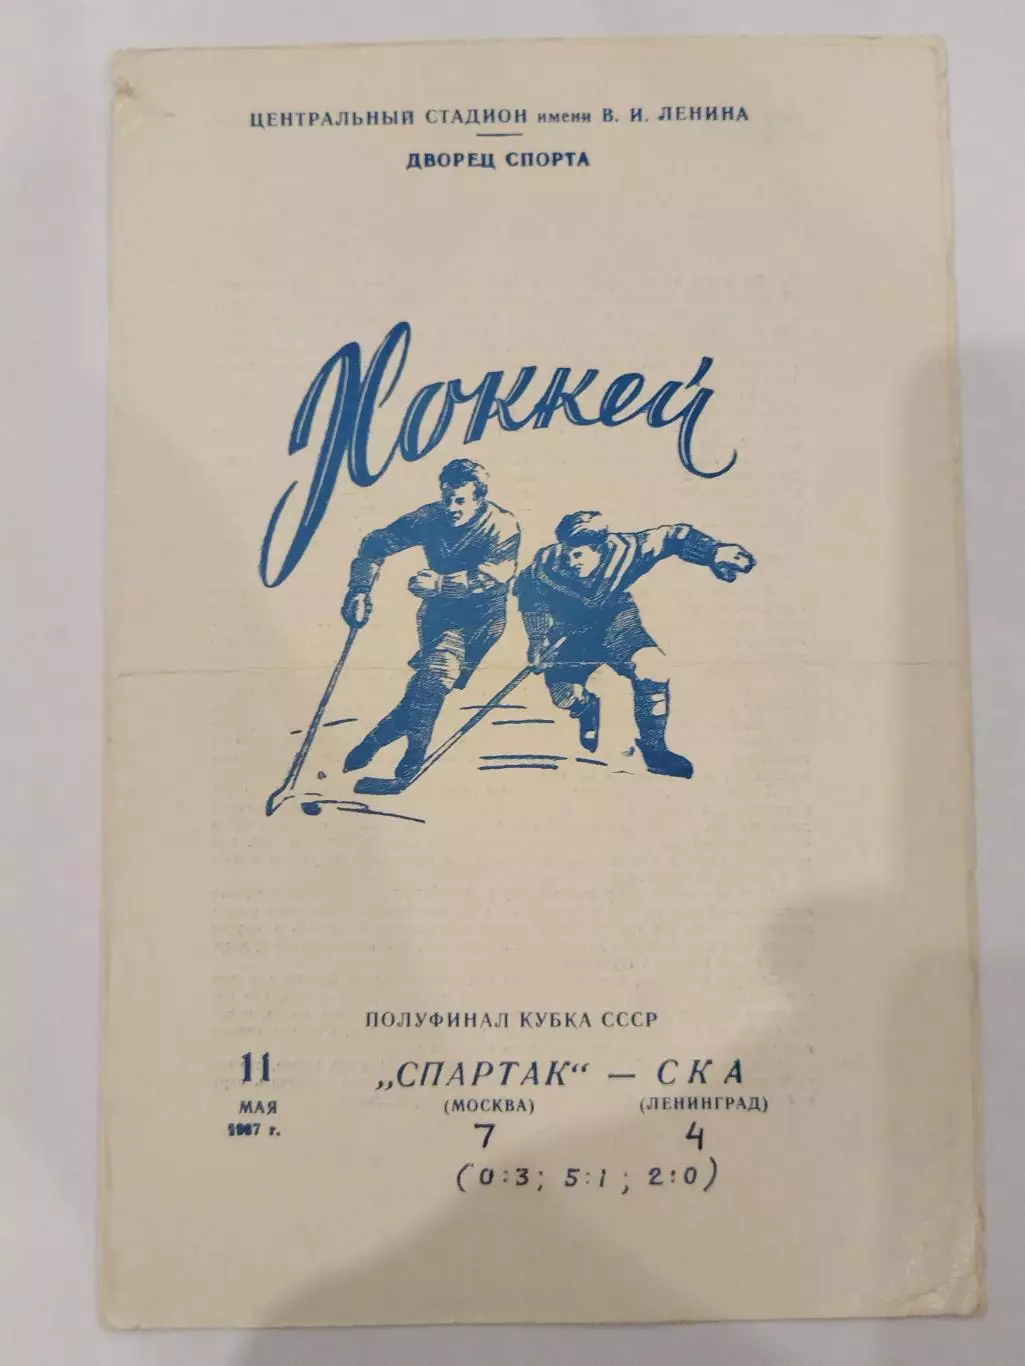 ЦЕНТРАЛЬНЫЙ СТАДИОН имени В. И. ЛЕНИНА
ДВОРЕЦ СПОРТА
Хоккей
ПОЛУФИНАЛ КУБКА СССР
11 „СПАРТАК“ — СКА
МАЯ (МОСКВА) (ЛЕНИНГРАД)
1967 г. 7 4
(0:3; 5:1; 2:0)